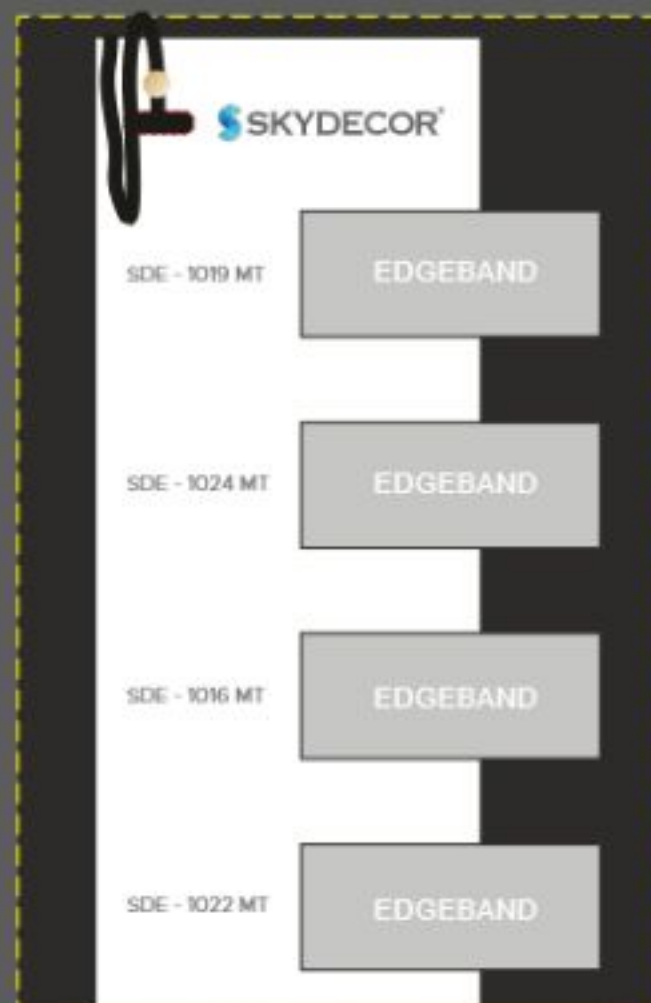 SKYDECOR
SDE - 1019 MT EDGEBAND
SDE - 1024 MT EDGEBAND
SDE - 1016 MT EDGEBAND
SDE - 1022 MT EDGEBAND